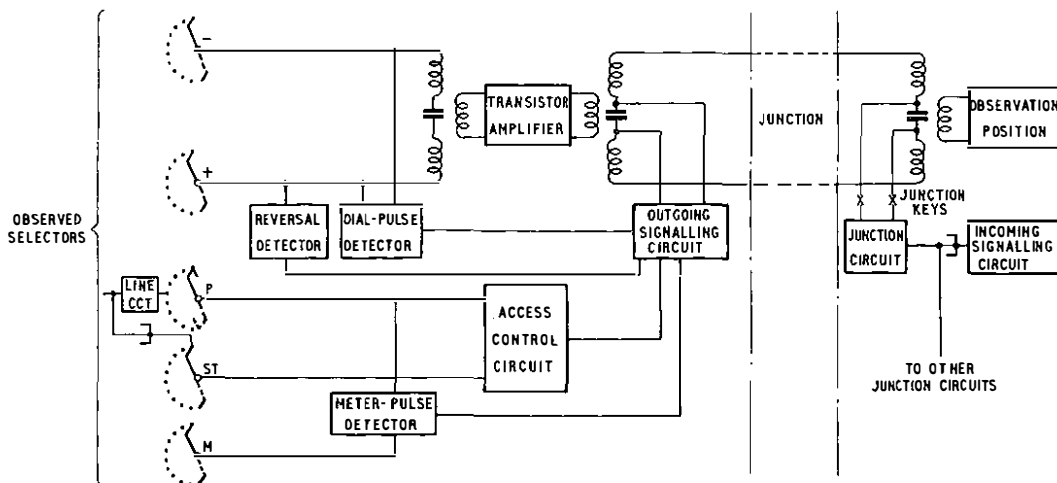 −
+
OBSERVED
SELECTORS
LINE
CCT
P
ST
M
REVERSAL
DETECTOR
DIAL-PULSE
DETECTOR
TRANSISTOR
AMPLIFIER
OUTGOING
SIGNALLING
CIRCUIT
ACCESS
CONTROL
CIRCUIT
METER-PULSE
DETECTOR
JUNCTION
OBSERVATION
POSITION
JUNCTION
KEYS
JUNCTION
CIRCUIT
INCOMING
SIGNALLING
CIRCUIT
TO OTHER
JUNCTION CIRCUITS